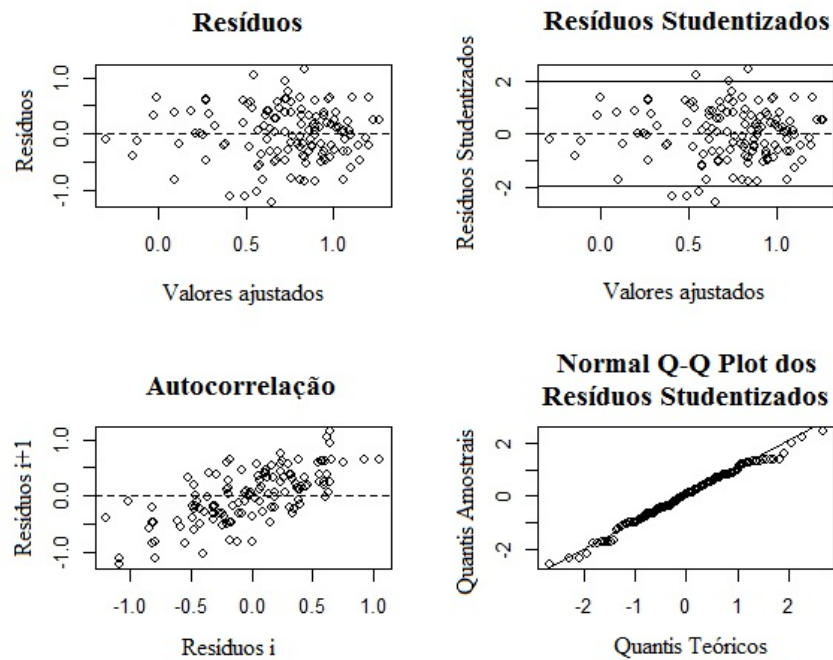 Resíduos
Resíduos
1.0
0.0
-1.0
0.0
0.5
1.0
Valores ajustados
Resíduos Studentizados
Resíduos Studentizados
2
0
-2
0.0
0.5
1.0
Valores ajustados
Autocorrelação
Resíduos i+1
1.0
0.0
-1.0
-1.0
-0.5
0.0
0.5
1.0
Resíduos i
Normal Q-Q Plot dos
Resíduos Studentizados
Quantis Amostrais
2
0
-2
-2
-1
0
1
2
Quantis Teóricos